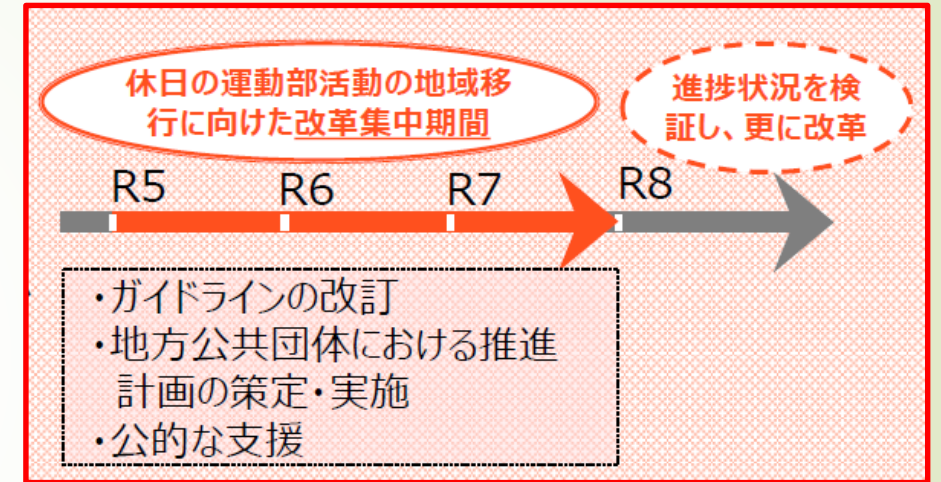 休日の運動部活動の地域移
行に向けた改革集中期間
進捗状況を検
証し、更に改革
R5 R6 R7 R8
・ガイドラインの改訂
・地方公共団体における推進
計画の策定・実施
・公的な支援